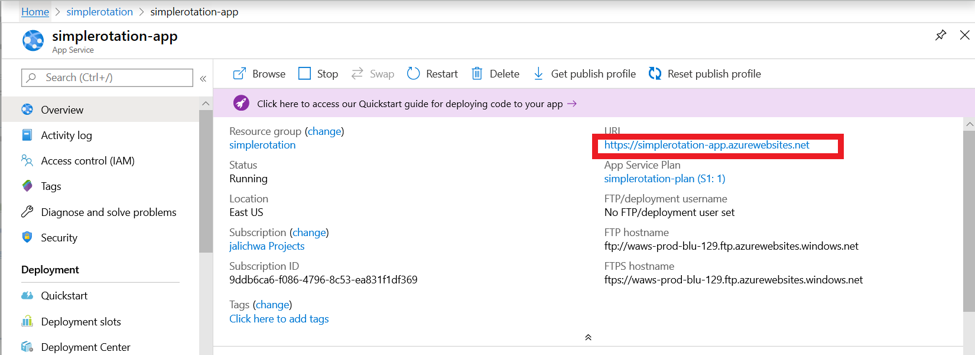 Home > simplerotation > simplerotation-app
simplerotation-app
App Service
Search (Ctrl+/)
«
Browse Stop Swap Restart Delete Get publish profile Reset publish profile
Click here to access our Quickstart guide for deploying code to your app →
Overview
Activity log
Access control (IAM)
Tags
Diagnose and solve problems
Security
Deployment
Quickstart
Deployment slots
Deployment Center
Resource group (change)
simplerotation
Status
Running
Location
East US
Subscription (change)
jalichwa Projects
Subscription ID
9ddb6ca6-f086-4796-8c53-ea831f1df369
Tags (change)
Click here to add tags
URL
https://simplerotation-app.azurewebsites.net
App Service Plan
simplerotation-plan (S1: 1)
FTP/deployment username
No FTP/deployment user set
FTP hostname
ftp://waws-prod-blu-129.ftp.azurewebsites.windows.net
FTPS hostname
ftps://waws-prod-blu-129.ftp.azurewebsites.windows.net